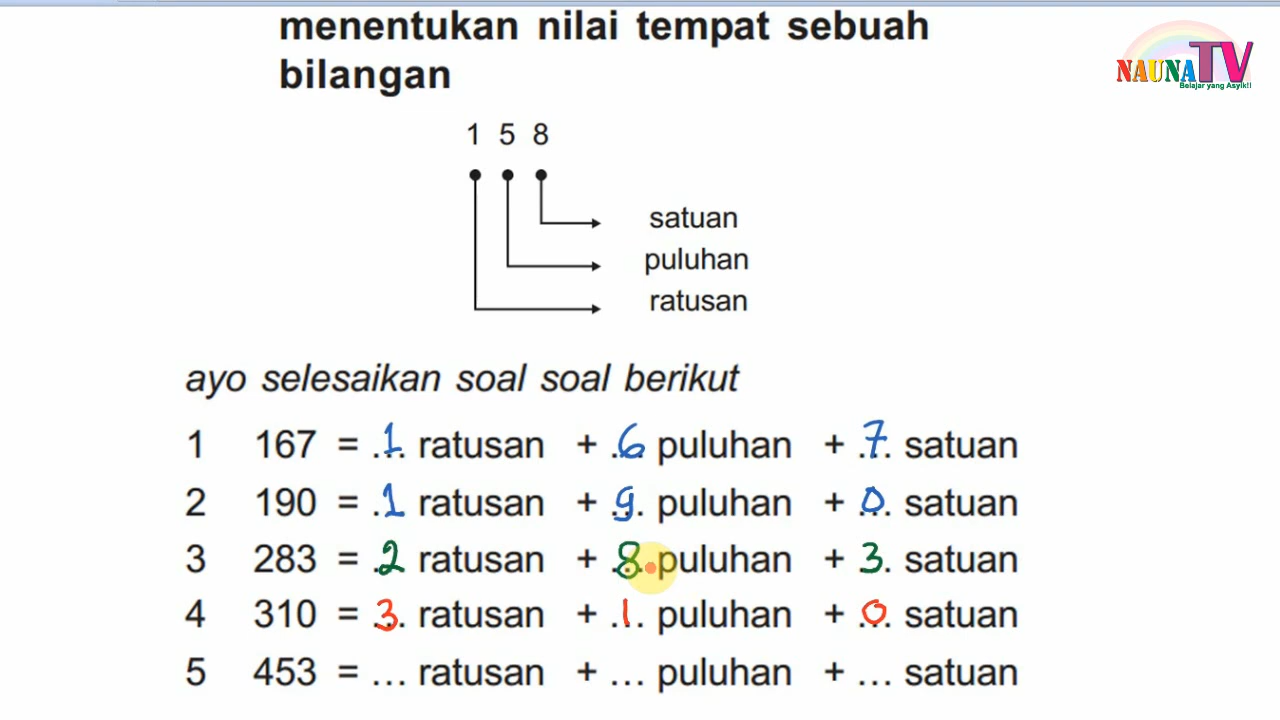 menentukan nilai tempat sebuah
bilangan
NAUNATV
Belajar yang Asyik!!
1 5 8
satuan
puluhan
ratusan
ayo selesaikan soal soal berikut
1 167 = .1. ratusan + .6. puluhan + .7. satuan
2 190 = .1 ratusan + .9. puluhan + .0. satuan
3 283 = .2 ratusan + .8. puluhan + 3. satuan
4 310 = .3. ratusan + .1. puluhan + .0. satuan
5 453 = ... ratusan + ... puluhan + ... satuan